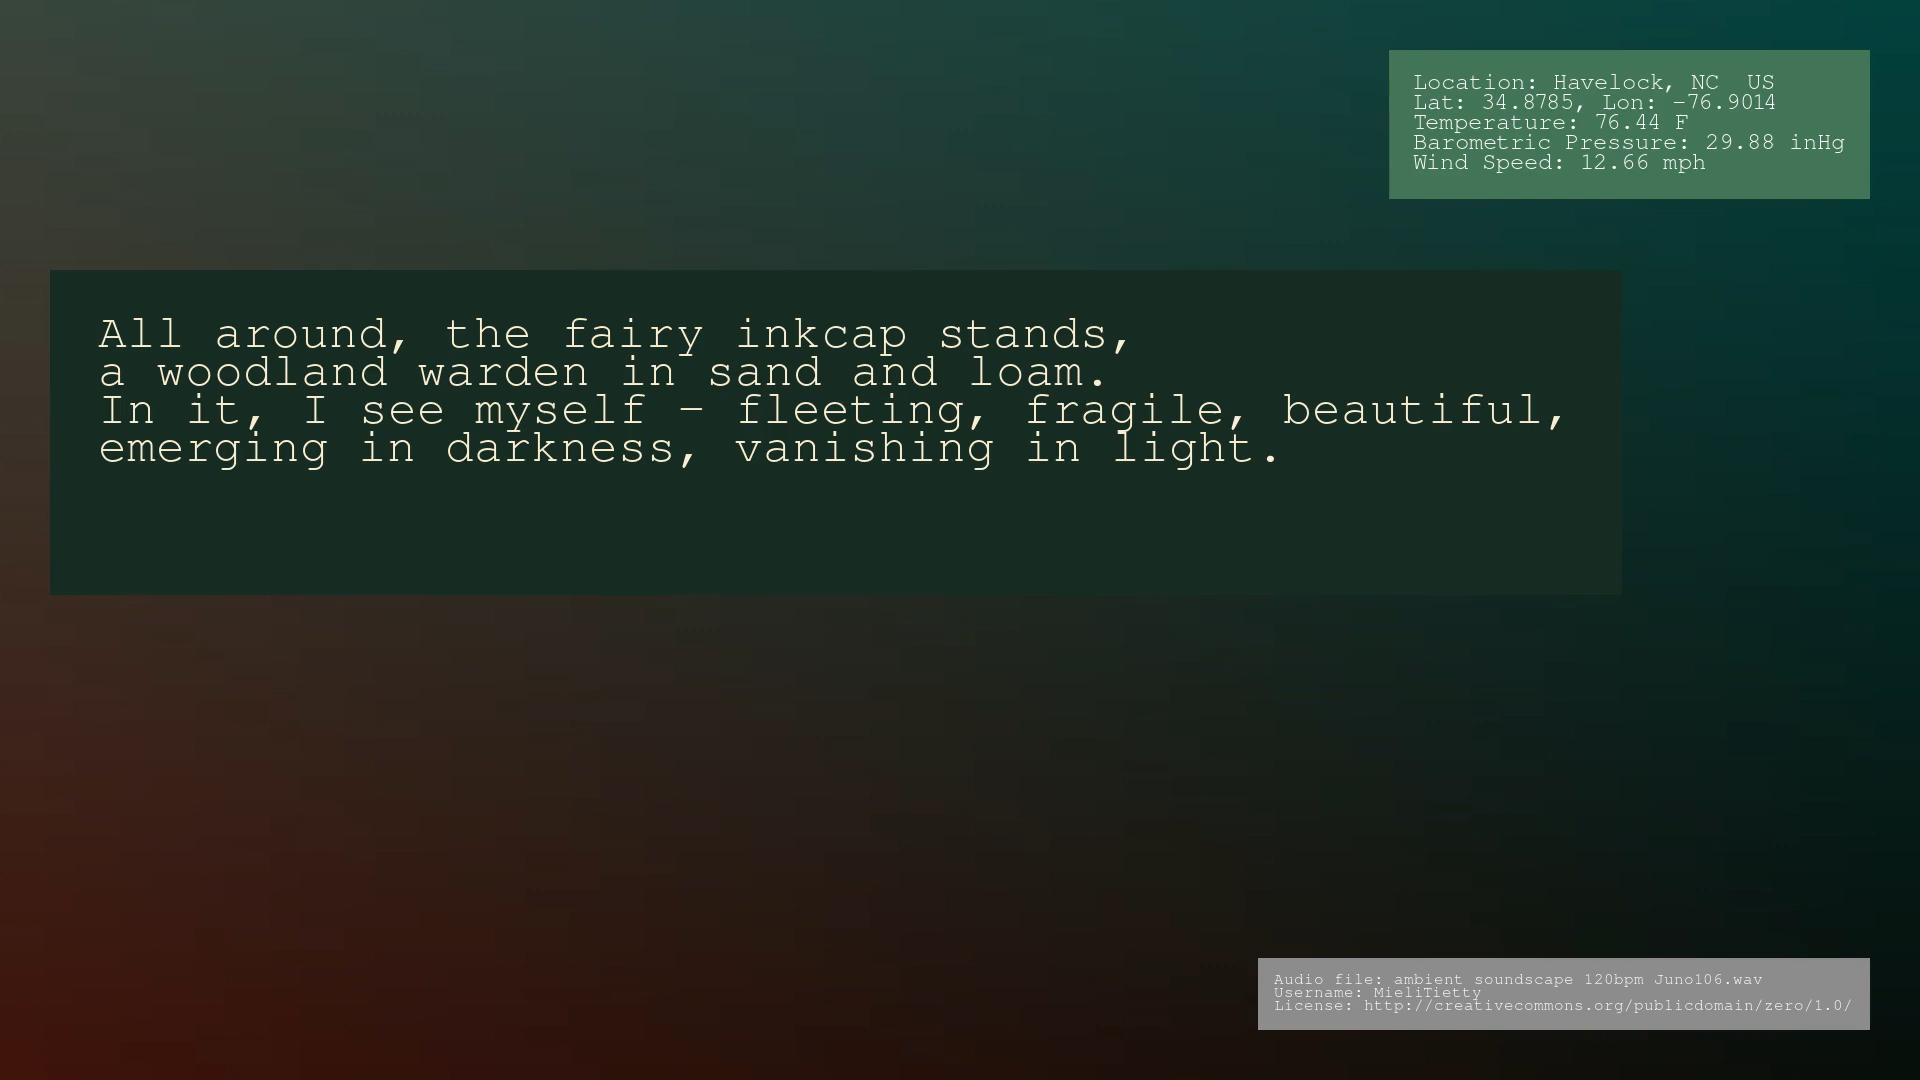 Location: Havelock, NC  US
Lat: 34.8785, Lon: -76.9014
Temperature: 76.44 F
Barometric Pressure: 29.88 inHg
Wind Speed: 12.66 mph
All around, the fairy inkcap stands,
a woodland warden in sand and loam.
In it, I see myself - fleeting, fragile, beautiful,
emerging in darkness, vanishing in light.
Audio file: ambient soundscape 120bpm Juno106.wav
Username: MieliTietty
License: http://creativecommons.org/publicdomain/zero/1.0/